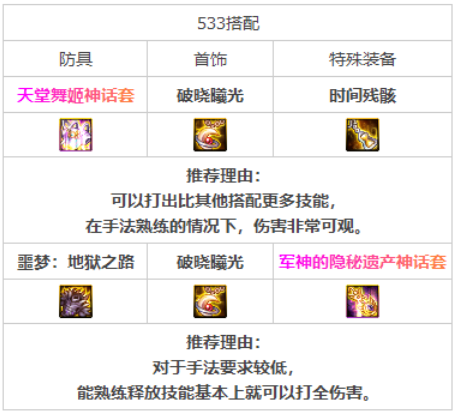 533搭配
防具 首饰 特殊装备
天堂舞姬神话套 破晓曦光 时间残骸
推荐理由：
可以打出比其他搭配更多技能，
在手法熟练的情况下，伤害非常可观。
噩梦：地狱之路 破晓曦光 军神的隐秘遗产神话套
推荐理由：
对于手法要求较低，
能熟练释放技能基本上就可以打全伤害。